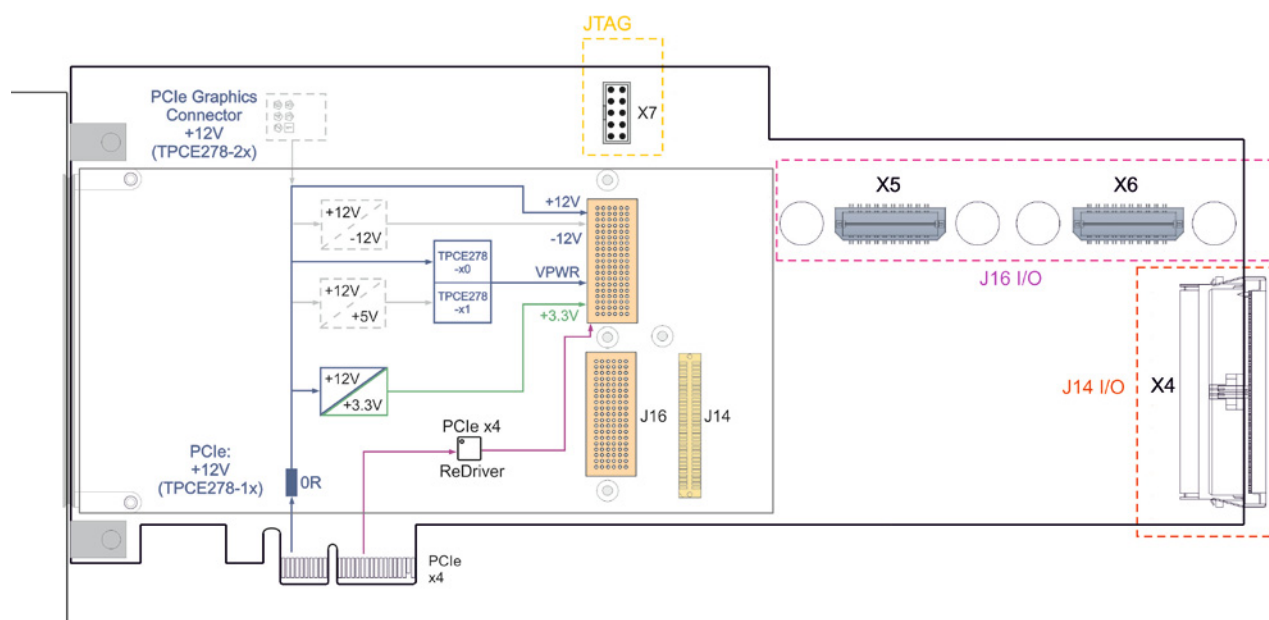 JTAG
X7
PCIe Graphics
Connector
+12V
(TPCE278-2x)
X5
X6
J16 I/O
+12V
-12V
+12V
-12V
TPCE278
-x0
VPWR
TPCE278
-x1
+12V
+5V
+3.3V
+12V
+3.3V
J16
J14
J14 I/O
X4
PCIe x4
ReDriver
PCIe:
+12V
(TPCE278-1x)
0R
PCIe
x4